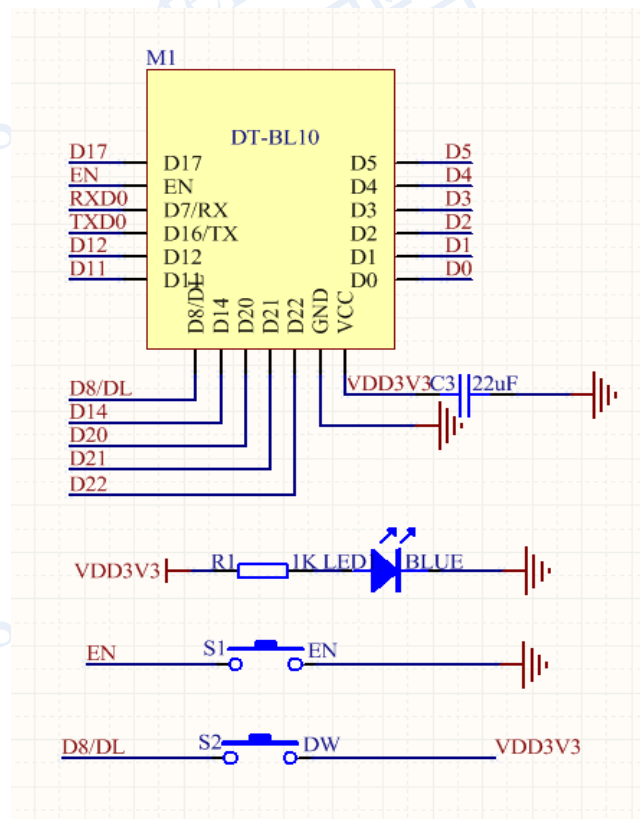 M1
DT-BL10
D17 D17 D5 D5
EN EN D4 D4
RXD0 D7/RX D3 D3
TXD0 D16/TX D2 D2
D12 D12 D1 D1
D11 D11 D0 D0
D8/DL D14 D20 D21 D22 GND VCC
VDD3V3 C3 22uF
D8/DL
D14
D20
D21
D22
VDD3V3 R1 1K LED BLUE
EN S1 EN
D8/DL S2 DW VDD3V3